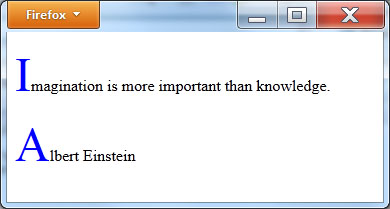 Firefox
Imagination is more important than knowledge.
Albert Einstein